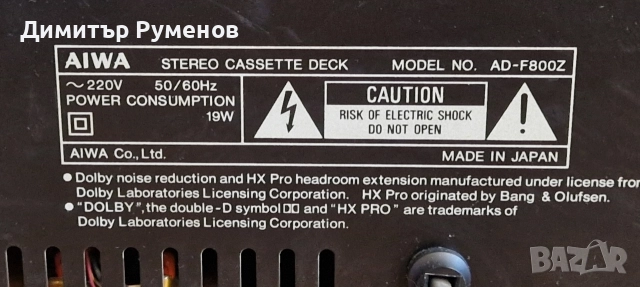 Димитър Руменов
AIWA STEREO CASSETTE DECK MODEL NO. AD-F800Z
~220V 50/60Hz
POWER CONSUMPTION
19W
CAUTION
RISK OF ELECTRIC SHOCK
DO NOT OPEN
AIWA Co., Ltd. MADE IN JAPAN
• Dolby noise reduction and HX Pro headroom extension manufactured under license from
Dolby Laboratories Licensing Corporation. HX Pro originated by Bang & Olufsen.
• "DOLBY", the double-D symbol and "HX PRO" are trademarks of
Dolby Laboratories Licensing Corporation.
bazar